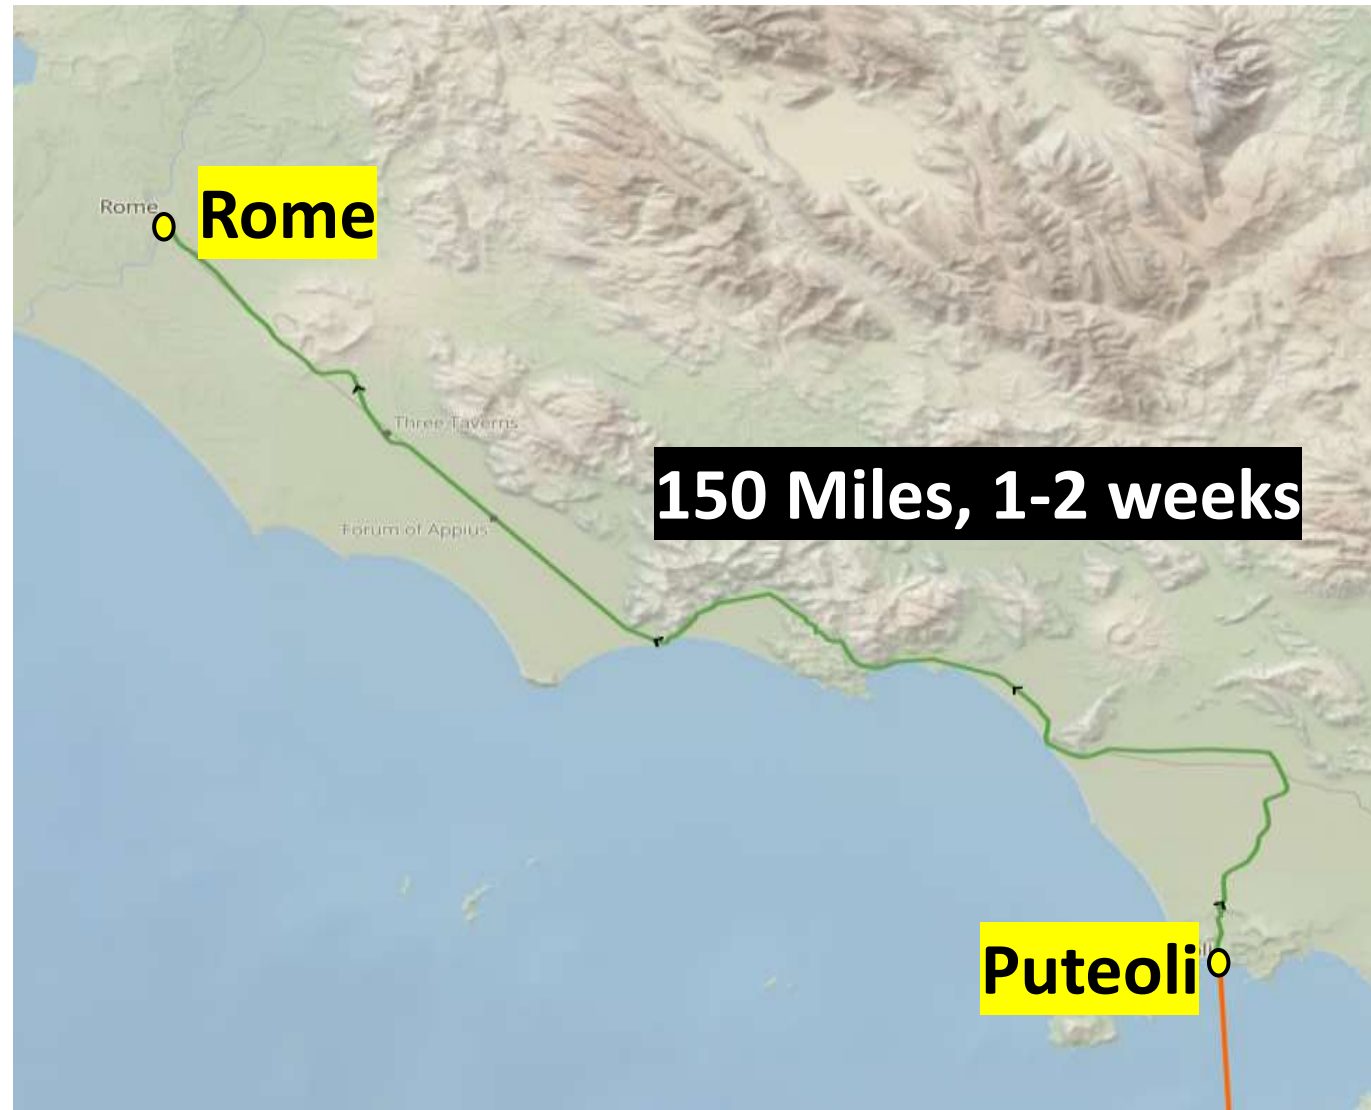 Rome
Rome
Three Taverns
150 Miles, 1-2 weeks
Forum of Appius
Puteoli